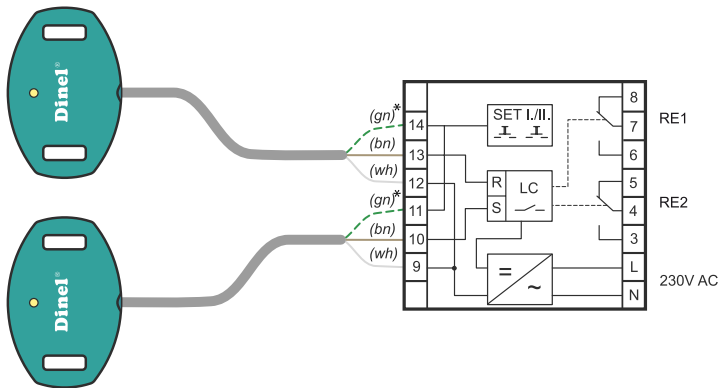 Dinel®
(gn)*
(bn)
(wh)
(gn)*
(bn)
(wh)
Dinel®
14
13
12
11
10
9
SET I./II.
R
S
LC
=
~
8
7
6
5
4
3
L
N
RE1
RE2
230V AC